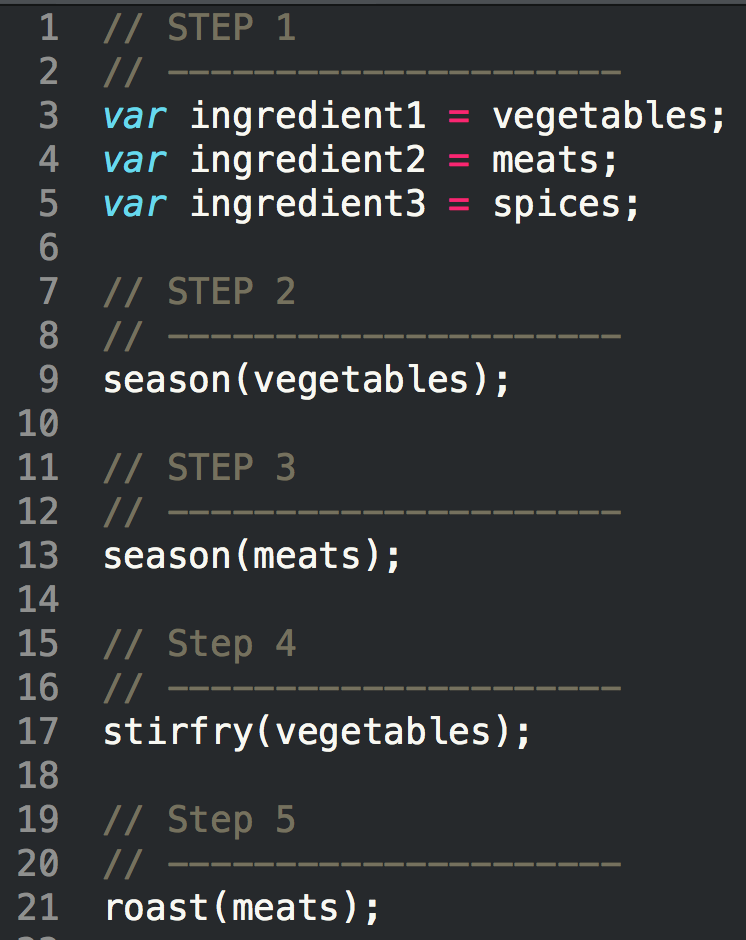 1 // STEP 1
2 // ---------------------
3 var ingredient1 = vegetables;
4 var ingredient2 = meats;
5 var ingredient3 = spices;
6
7 // STEP 2
8 // ---------------------
9 season(vegetables);
10
11 // STEP 3
12 // ---------------------
13 season(meats);
14
15 // Step 4
16 // ---------------------
17 stirfry(vegetables);
18
19 // Step 5
20 // ---------------------
21 roast(meats);